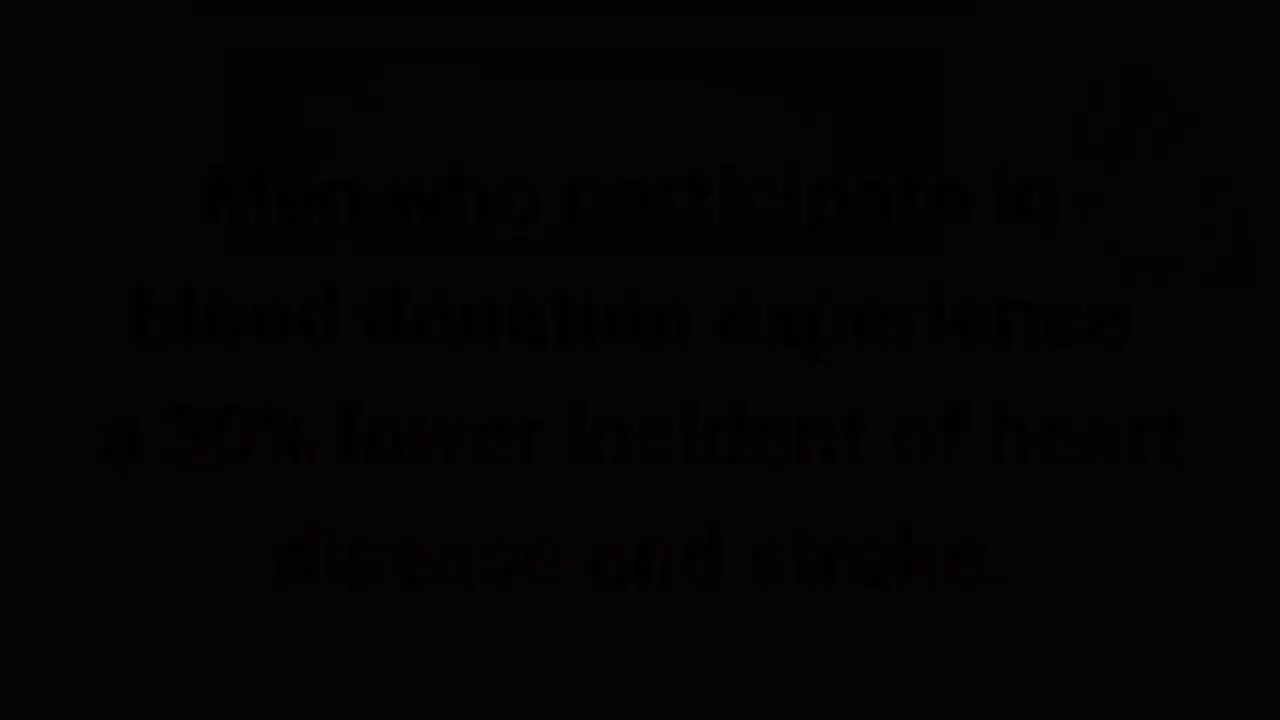 Men who participate in
blood donation experience
a 30% lower incident of heart
disease and stroke.